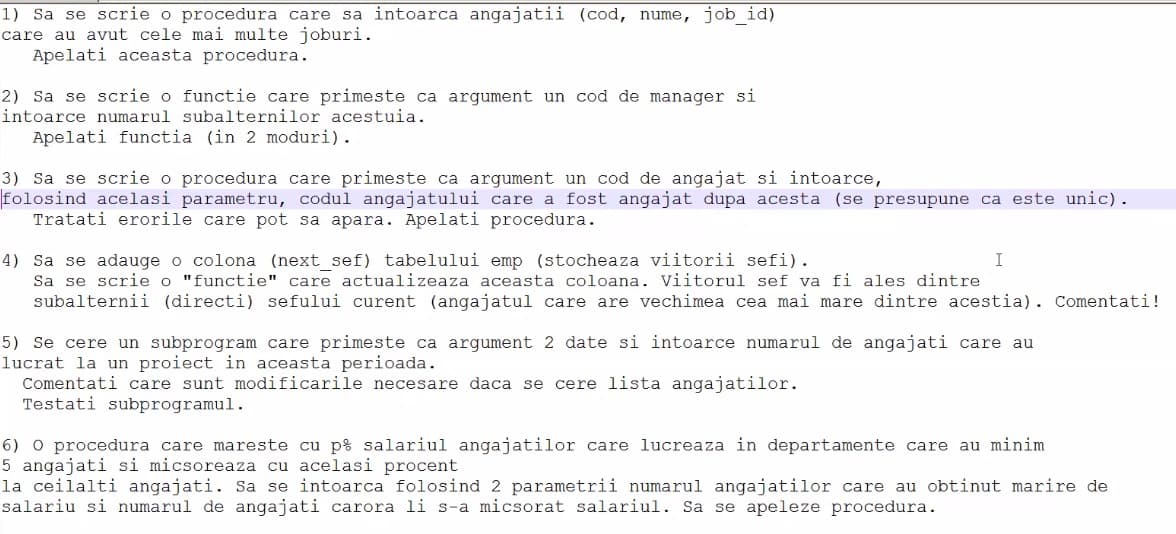 1) Sa se scrie o procedura care sa intoarca angajatii (cod, nume, job_id)
care au avut cele mai multe joburi.
Apelati aceasta procedura.
2) Sa se scrie o functie care primeste ca argument un cod de manager si
intoarce numarul subalternilor acestuia.
Apelati functia (in 2 moduri).
3) Sa se scrie o procedura care primeste ca argument un cod de angajat si intoarce,
folosind acelasi parametru, codul angajatului care a fost angajat dupa acesta (se presupune ca este unic).
Tratati erorile care pot sa apara. Apelati procedura.
4) Sa se adauge o colona (next_sef) tabelului emp (stocheaza viitorii sefi).
Sa se scrie o "functie" care actualizeaza aceasta coloana. Viitorul sef va fi ales dintre
subalternii (directi) sefului curent (angajatul care are vechimea cea mai mare dintre acestia). Comentati!
5) Se cere un subprogram care primeste ca argument 2 date si intoarce numarul de angajati care au
lucrat la un proiect in aceasta perioada.
Comentati care sunt modificarile necesare daca se cere lista angajatilor.
Testati subprogramul.
6) O procedura care mareste cu p% salariul angajatilor care lucreaza in departamente care au minim
5 angajati si micsoreaza cu acelasi procent
la ceilalti angajati. Sa se intoarca folosind 2 parametrii numarul angajatilor care au obtinut marire de
salariu si numarul de angajati carora li s-a micsorat salariul. Sa se apeleze procedura.